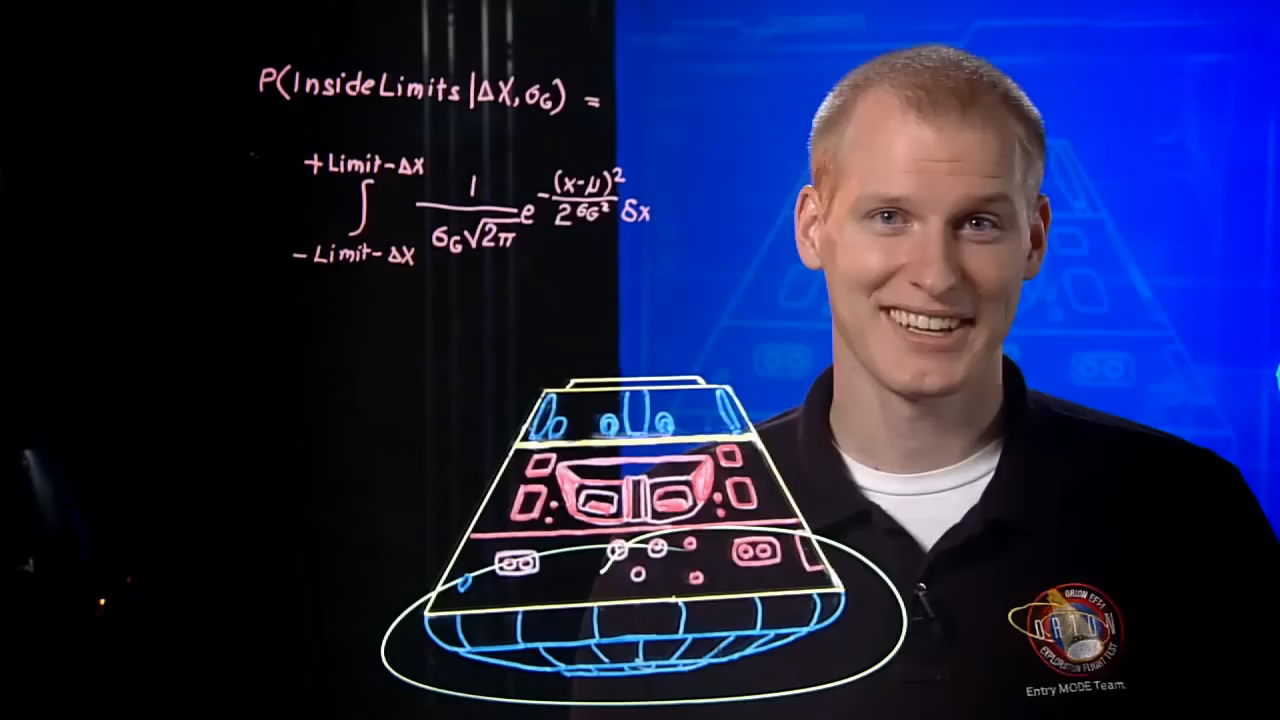 P(InsideLimits|ΔX,σG) =
+Limit-ΔX
∫ 1/(σG√2π) e^-(x-μ)²/(2σG²) δx
-Limit-ΔX
ORION EFT-1
ORION
EXPLORATION FLIGHT TEST
Entry MODE Team